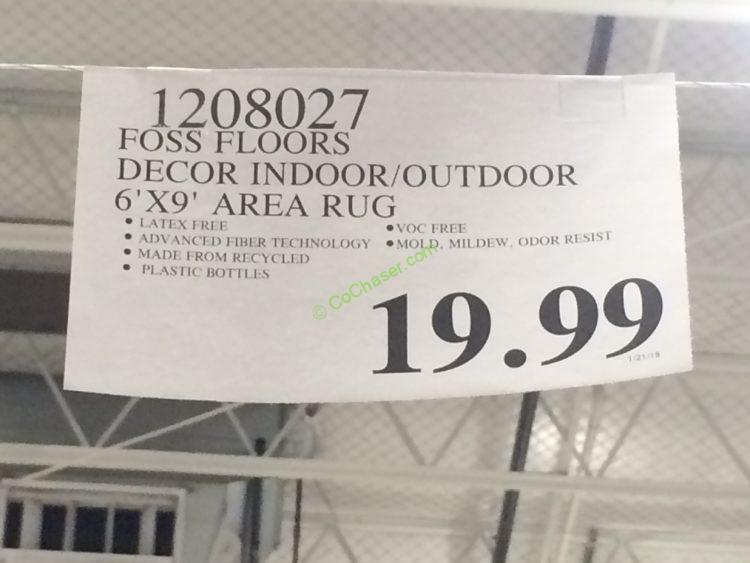 1208027
FOSS FLOORS
DECOR INDOOR/OUTDOOR
6'X9' AREA RUG
• LATEX FREE
• ADVANCED FIBER TECHNOLOGY
• MADE FROM RECYCLED
• PLASTIC BOTTLES
•VOC FREE
•MOLD, MILDEW, ODOR RESIST
© CoChaser.com
19.99
1/21/18